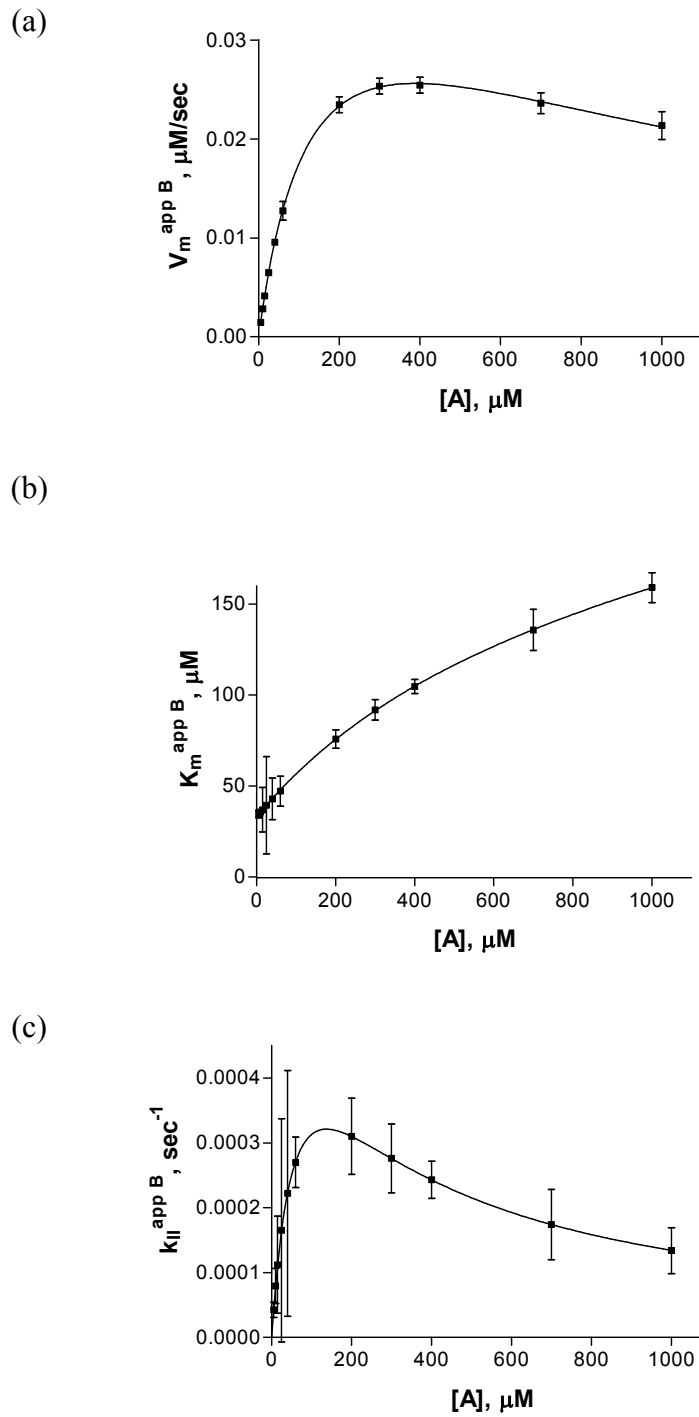 (a)
0.03
0.02
0.01
0.00
V_m^app B, μM/sec
0 200 400 600 800 1000
[A], μM
(b)
150
100
50
0
K_m^app B, μM
0 200 400 600 800 1000
[A], μM
(c)
0.0004
0.0003
0.0002
0.0001
0.0000
k_II^app B, sec^-1
0 200 400 600 800 1000
[A], μM